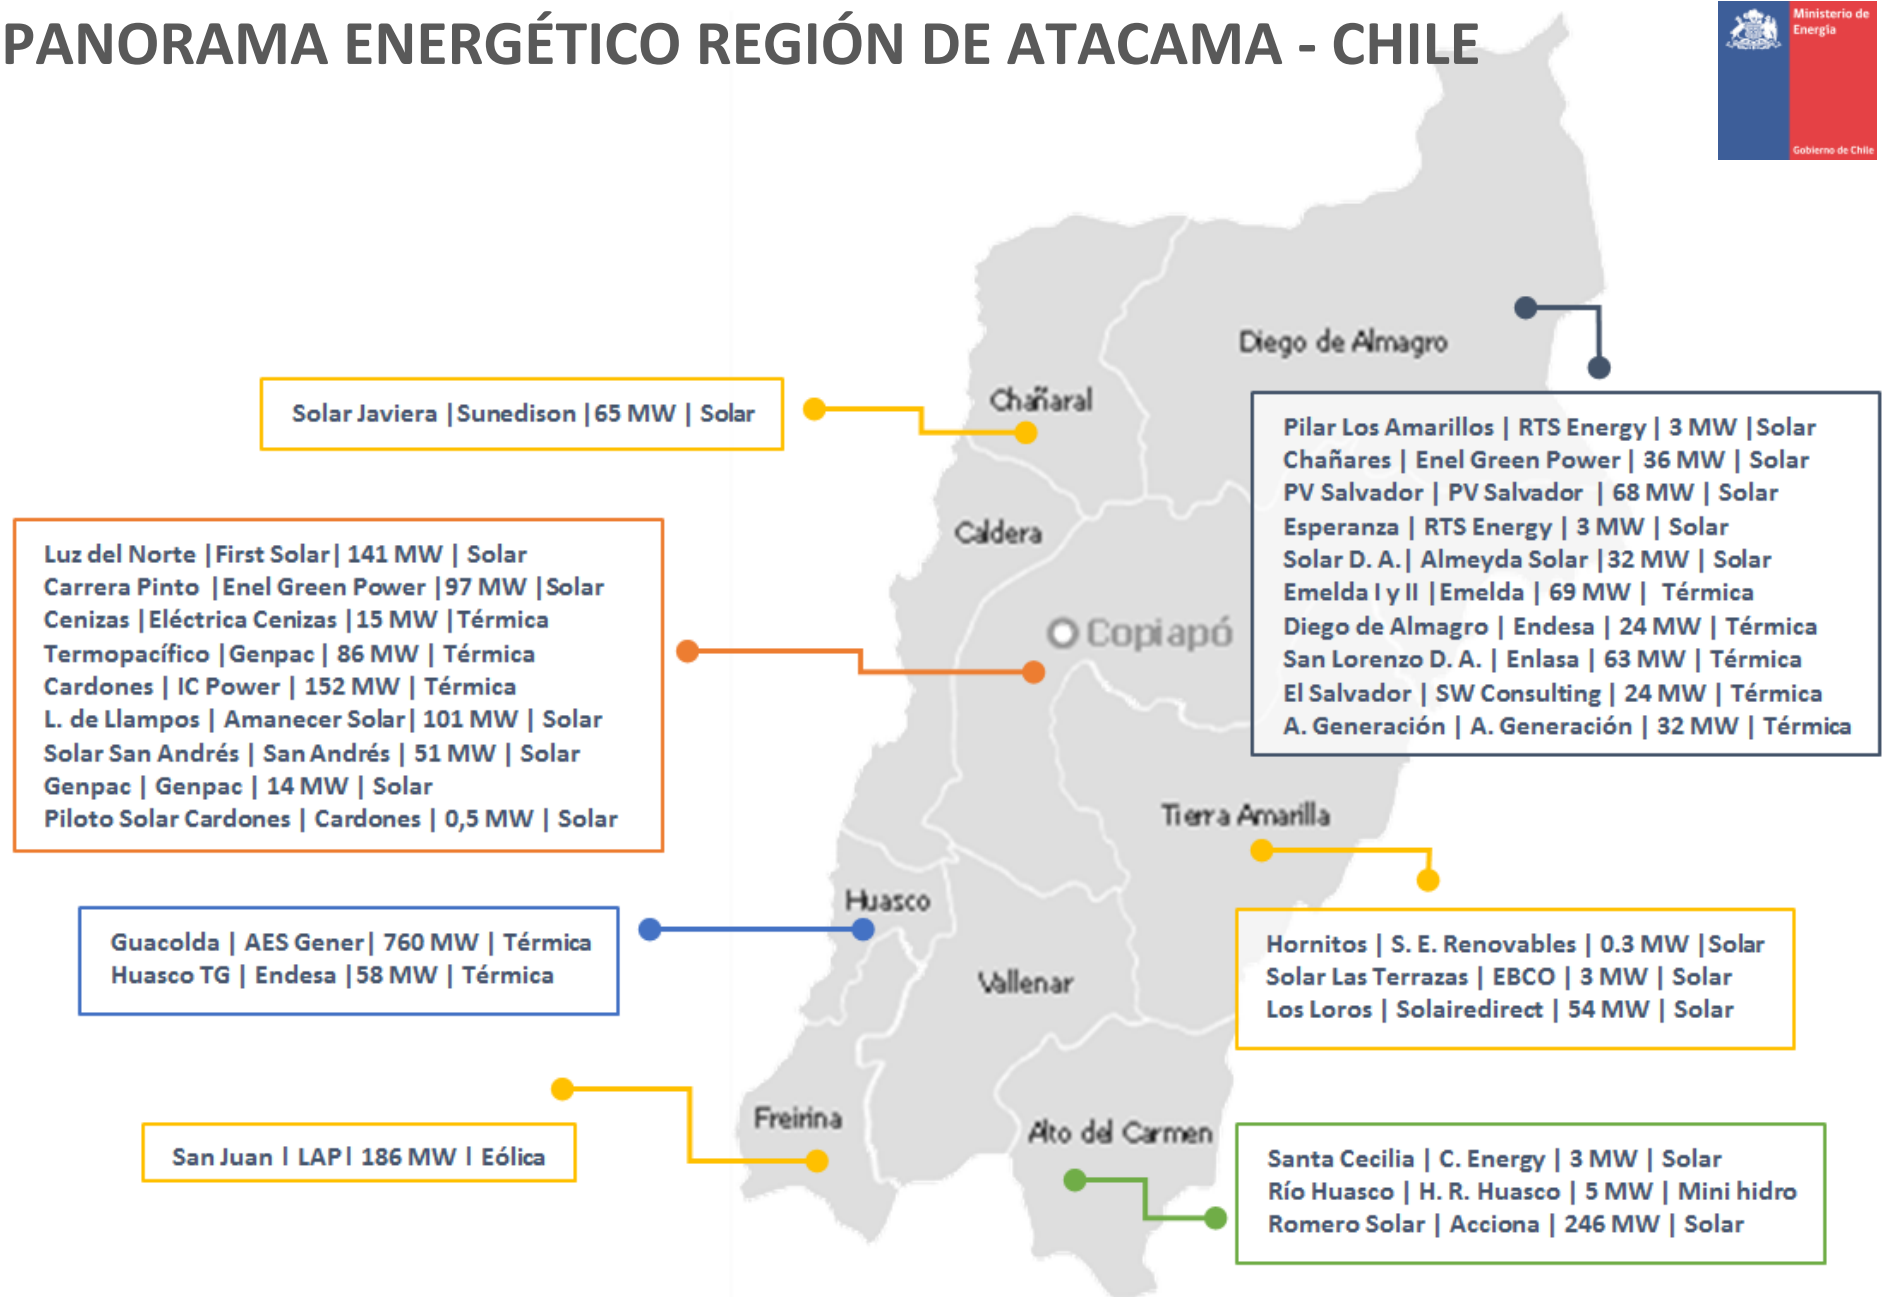 PANORAMA ENERGÉTICO REGIÓN DE ATACAMA - CHILE
Ministerio de
Energía
Gobierno de Chile
Diego de Almagro
Chañaral
Solar Javiera |Sunedison |65 MW | Solar
Pilar Los Amarillos | RTS Energy | 3 MW |Solar
Chañares | Enel Green Power | 36 MW | Solar
PV Salvador | PV Salvador | 68 MW | Solar
Esperanza | RTS Energy | 3 MW | Solar
Solar D. A.| Almeyda Solar |32 MW | Solar
Emelda I y II |Emelda | 69 MW | Térmica
Diego de Almagro | Endesa | 24 MW | Térmica
San Lorenzo D. A. | Enlasa | 63 MW | Térmica
El Salvador | SW Consulting | 24 MW | Térmica
A. Generación | A. Generación | 32 MW | Térmica
Caldera
Luz del Norte |First Solar| 141 MW | Solar
Carrera Pinto |Enel Green Power |97 MW |Solar
Cenizas |Eléctrica Cenizas |15 MW |Térmica
Termopacífico |Genpac | 86 MW | Térmica
Cardones | IC Power | 152 MW | Térmica
L. de Llampos | Amanecer Solar| 101 MW | Solar
Solar San Andrés | San Andrés | 51 MW | Solar
Genpac | Genpac | 14 MW | Solar
Piloto Solar Cardones | Cardones | 0,5 MW | Solar
Copiapó
Tierra Amarilla
Huasco
Guacolda | AES Gener| 760 MW | Térmica
Huasco TG | Endesa |58 MW | Térmica
Vallenar
Hornitos | S. E. Renovables | 0.3 MW |Solar
Solar Las Terrazas | EBCO | 3 MW | Solar
Los Loros | Solairedirect | 54 MW | Solar
Freirina
Alto del Carmen
San Juan l LAP l 186 MW l Eólica
Santa Cecilia | C. Energy | 3 MW | Solar
Río Huasco | H. R. Huasco | 5 MW | Mini hidro
Romero Solar | Acciona | 246 MW | Solar